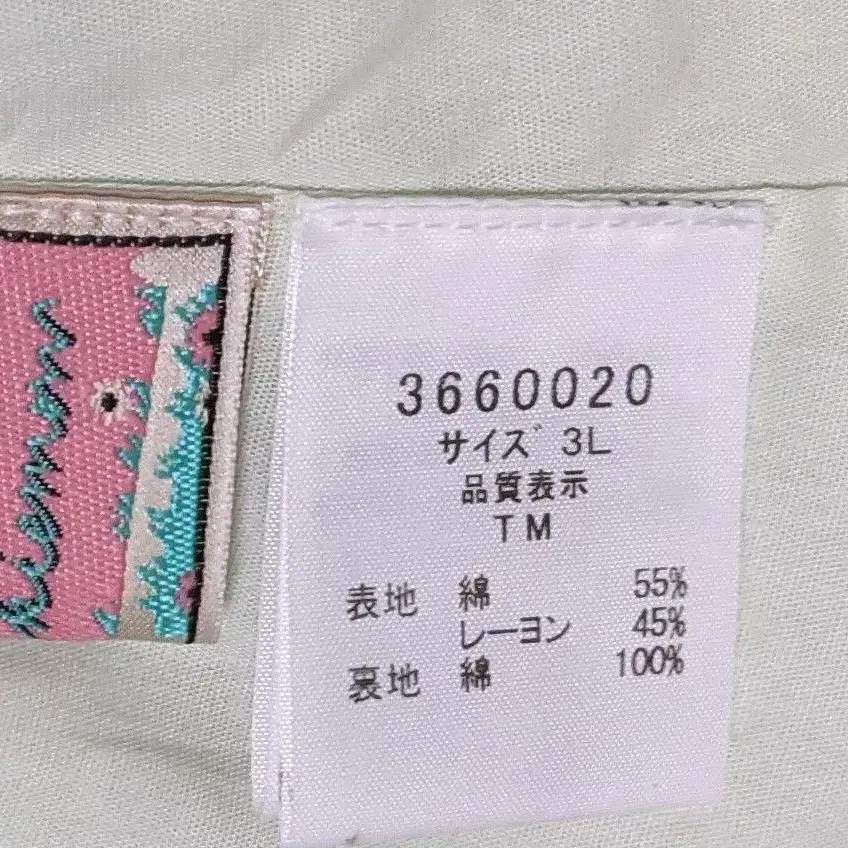 3660020
サイズ 3L
品質表示
TM
表地 綿 55%
レーヨン 45%
裏地 綿 100%